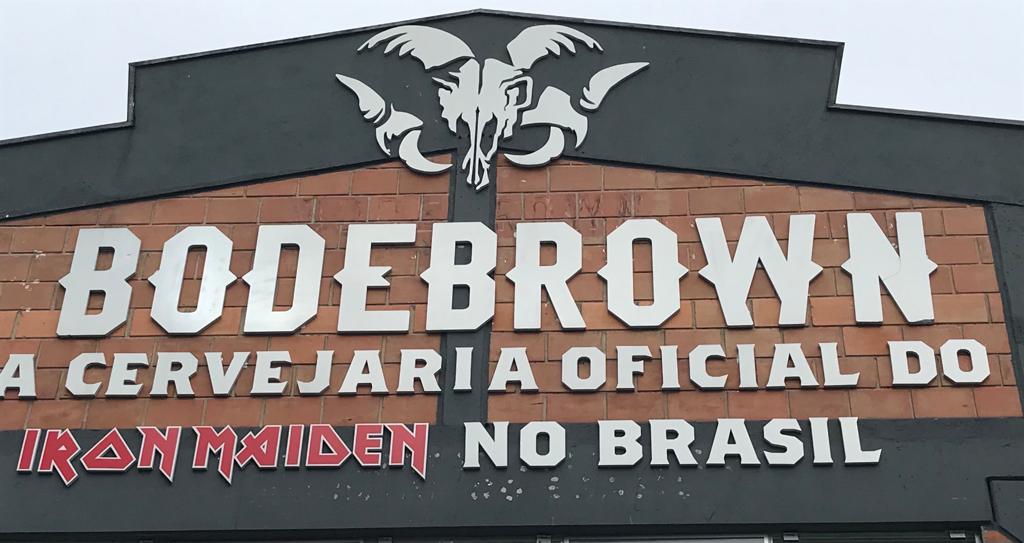 BODEBROWN
A CERVEJARIA OFICIAL DO
IRON MAIDEN NO BRASIL